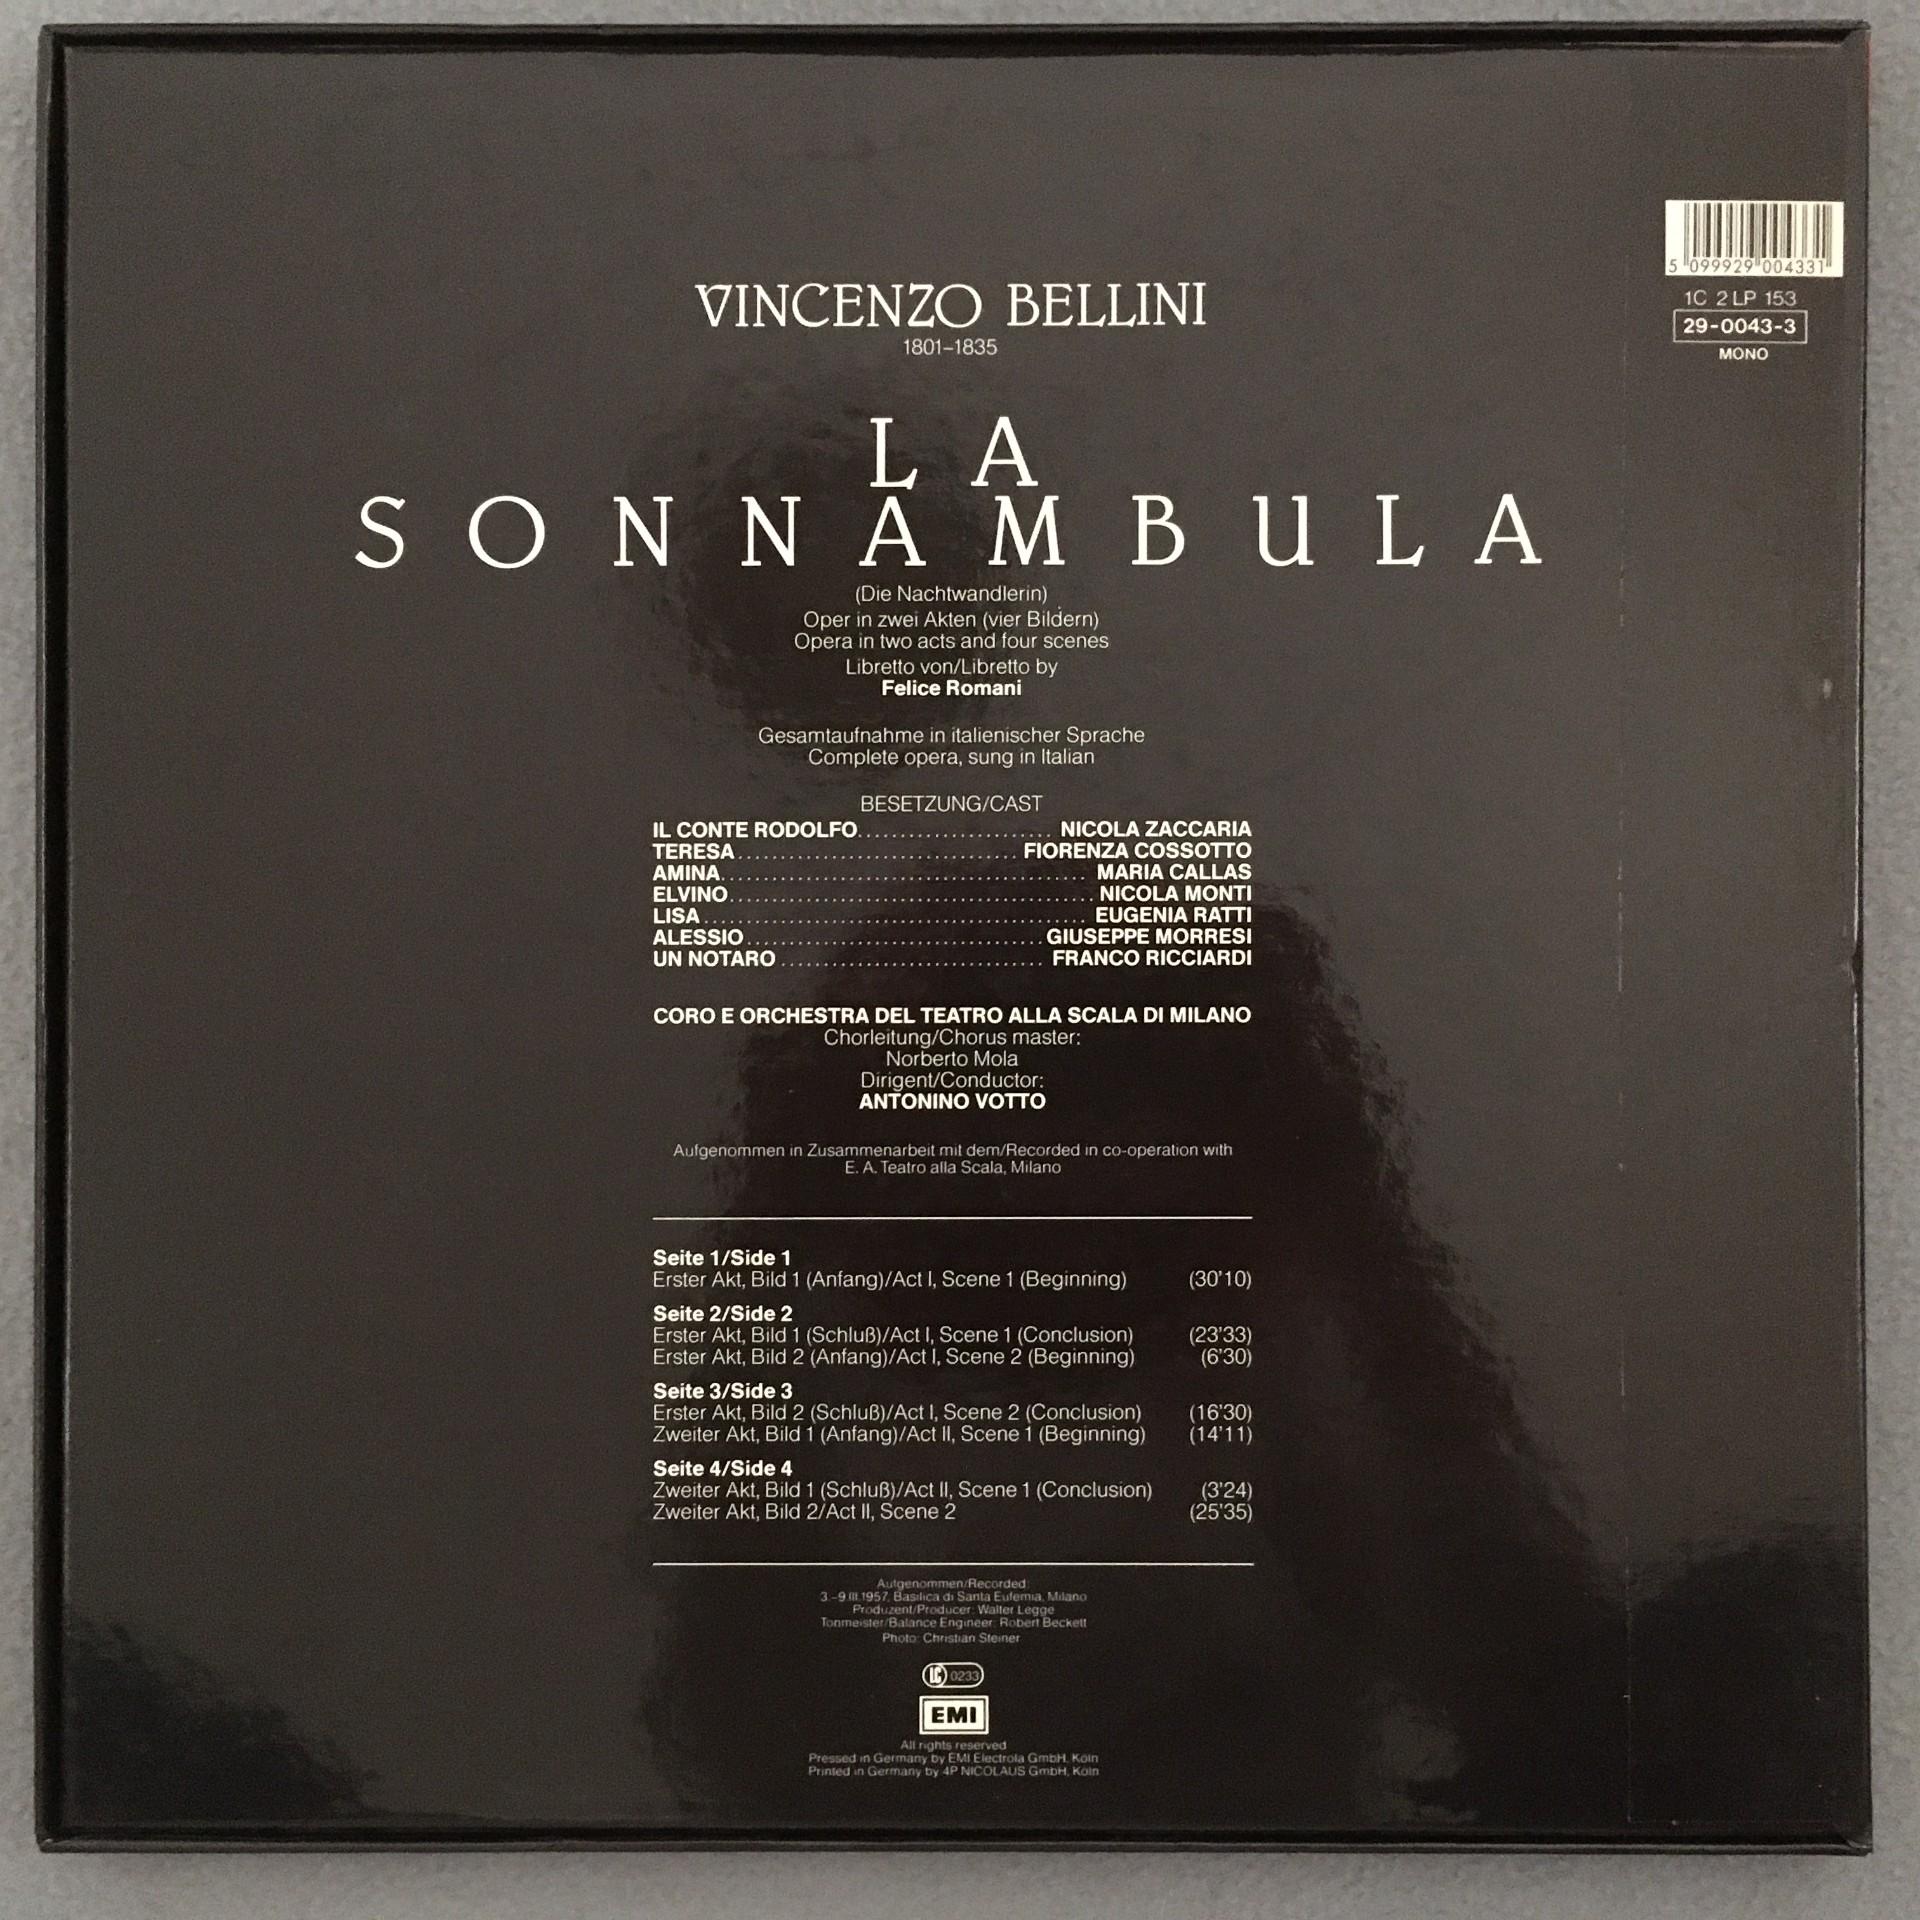 5 099929 004331
1C 2 LP 153
29-0043-3
MONO
VINCENZO BELLINI
1801–1835
LA
SONNAMBULA
(Die Nachtwandlerin)
Oper in zwei Akten (vier Bildern)
Opera in two acts and four scenes
Libretto von/Libretto by
Felice Romani
Gesamtaufnahme in italienischer Sprache
Complete opera, sung in Italian
BESETZUNG/CAST
IL CONTE RODOLFO....................... NICOLA ZACCARIA
TERESA.................................. FIORENZA COSSOTTO
AMINA............................................ MARIA CALLAS
ELVINO............................................ NICOLA MONTI
LISA.............................................. EUGENIA RATTI
ALESSIO.................................... GIUSEPPE MORRESI
UN NOTARO................................ FRANCO RICCIARDI
CORO E ORCHESTRA DEL TEATRO ALLA SCALA DI MILANO
Chorleitung/Chorus master:
Norberto Mola
Dirigent/Conductor:
ANTONINO VOTTO
Aufgenommen in Zusammenarbeit mit dem/Recorded in co-operation with
E. A. Teatro alla Scala, Milano
Seite 1/Side 1
Erster Akt, Bild 1 (Anfang)/Act I, Scene 1 (Beginning) (30'10)
Seite 2/Side 2
Erster Akt, Bild 1 (Schluß)/Act I, Scene 1 (Conclusion) (23'33)
Erster Akt, Bild 2 (Anfang)/Act I, Scene 2 (Beginning) (6'30)
Seite 3/Side 3
Erster Akt, Bild 2 (Schluß)/Act I, Scene 2 (Conclusion) (16'30)
Zweiter Akt, Bild 1 (Anfang)/Act II, Scene 1 (Beginning) (14'11)
Seite 4/Side 4
Zweiter Akt, Bild 1 (Schluß)/Act II, Scene 1 (Conclusion) (3'24)
Zweiter Akt, Bild 2/Act II, Scene 2 (25'35)
Aufgenommen/Recorded:
3.–9.III.1957, Basilica di Santa Eufemia, Milano
Produzent/Producer: Walter Legge
Tonmeister/Balance Engineer: Robert Beckett
Photo: Christian Steiner
LC 0233
EMI
All rights reserved
Pressed in Germany by EMI Electrola GmbH, Köln
Printed in Germany by 4P NICOLAUS GmbH, Köln